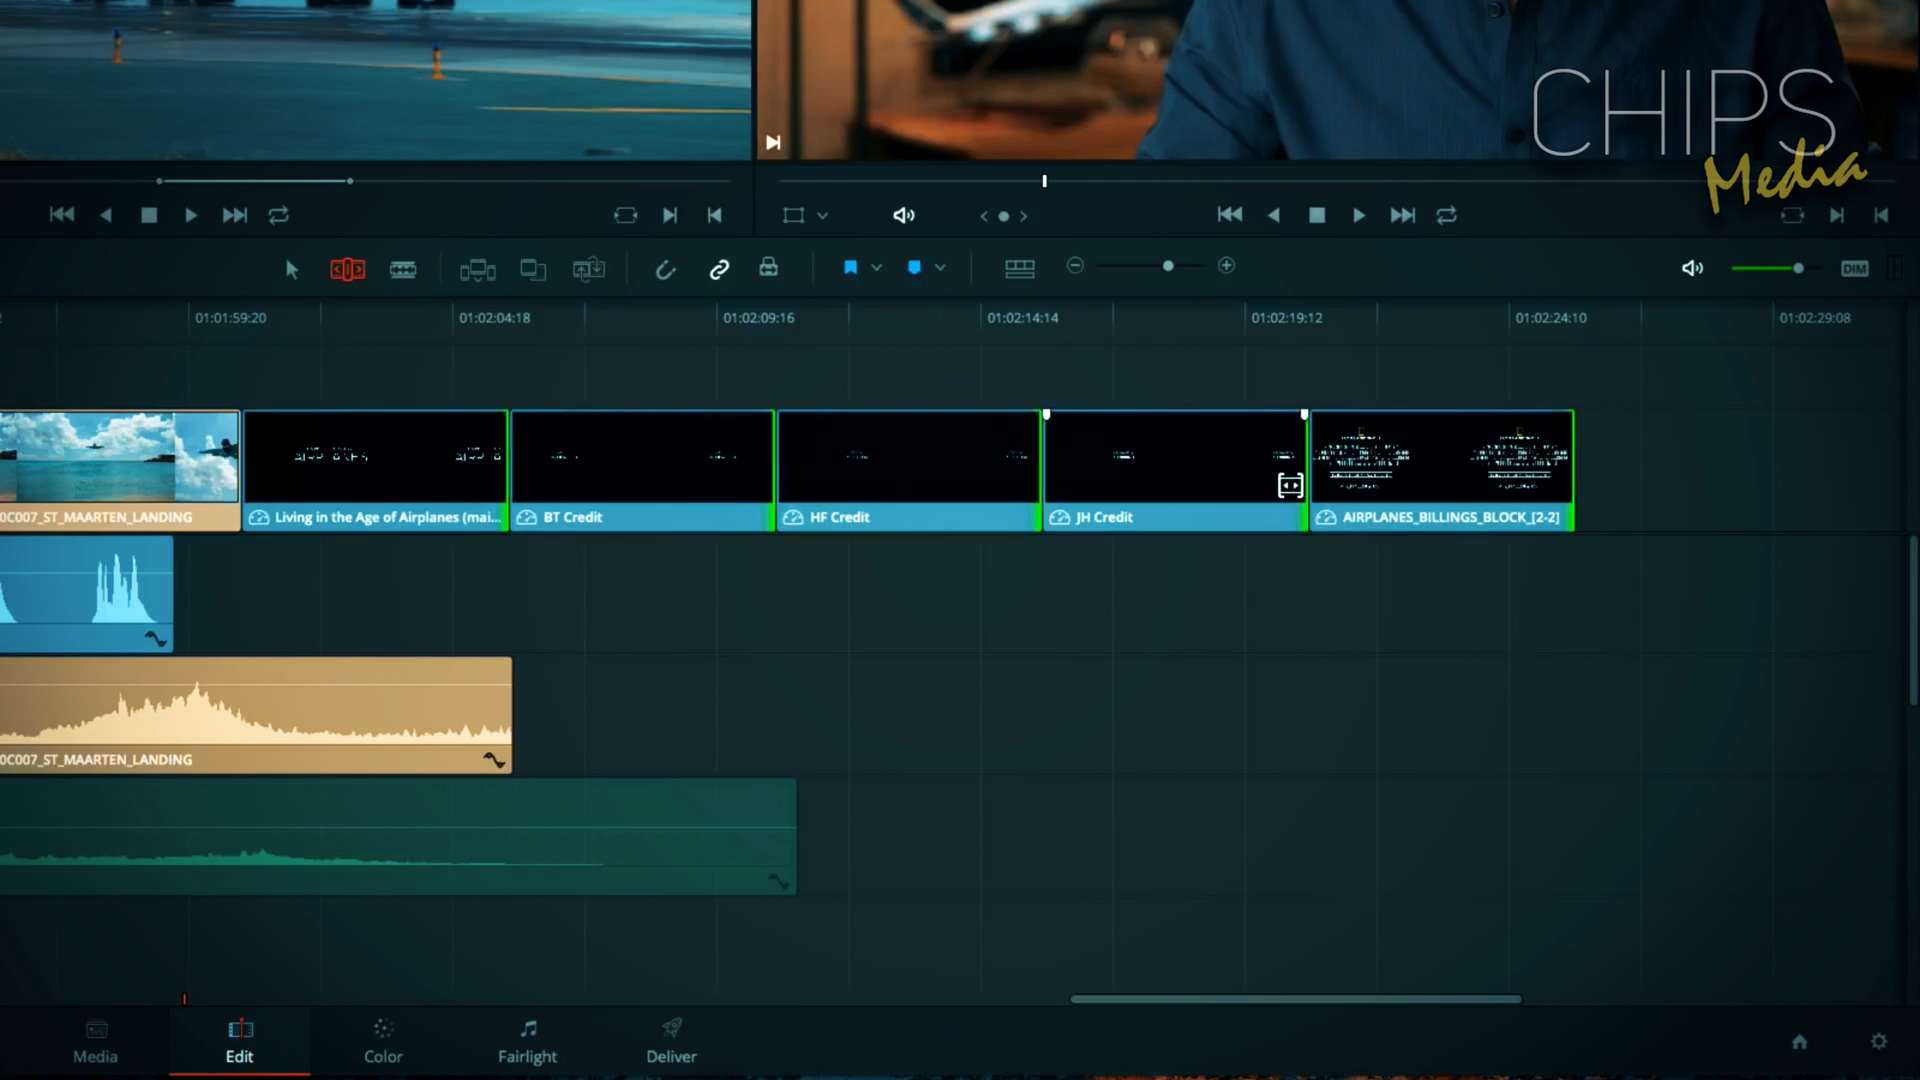 CHIPS
Media
DIM
01:01:59:20
01:02:04:18
01:02:09:16
01:02:14:14
01:02:19:12
01:02:24:10
01:02:29:08
0C007_ST_MAARTEN_LANDING
Living in the Age of Airplanes (mai...
BT Credit
HF Credit
JH Credit
AIRPLANES_BILLINGS_BLOCK_[2-2]
0C007_ST_MAARTEN_LANDING
Media
Edit
Color
Fairlight
Deliver